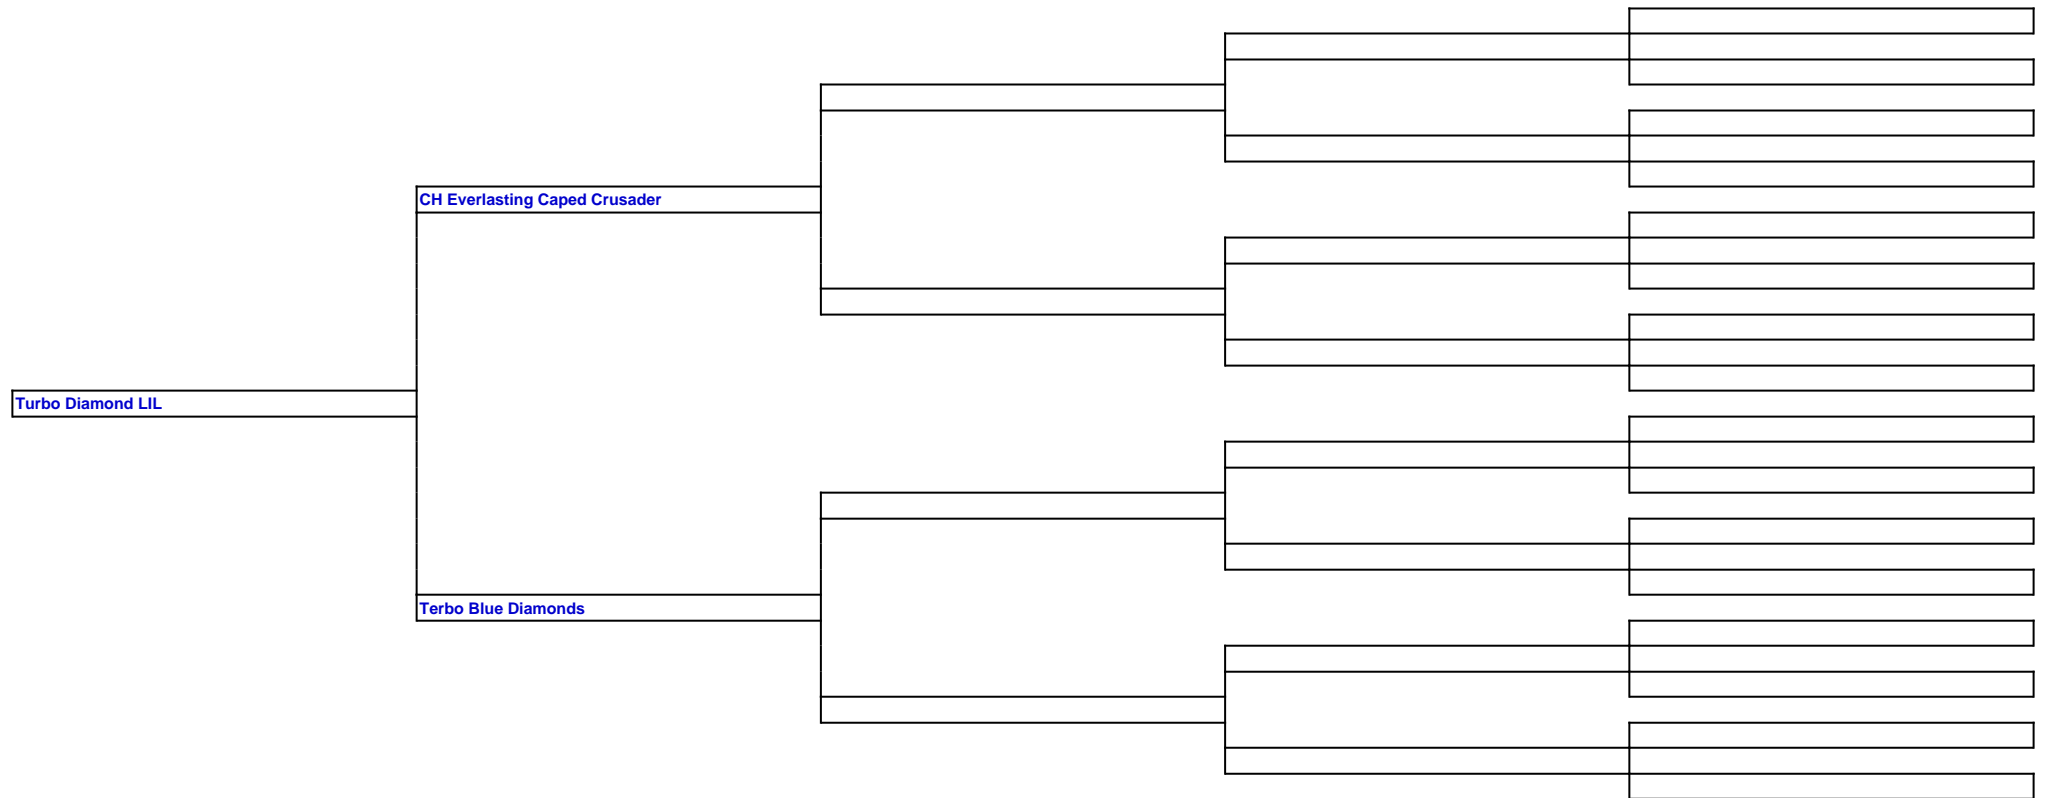 CH Everlasting Caped Crusader
Turbo Diamond LIL
Terbo Blue Diamonds